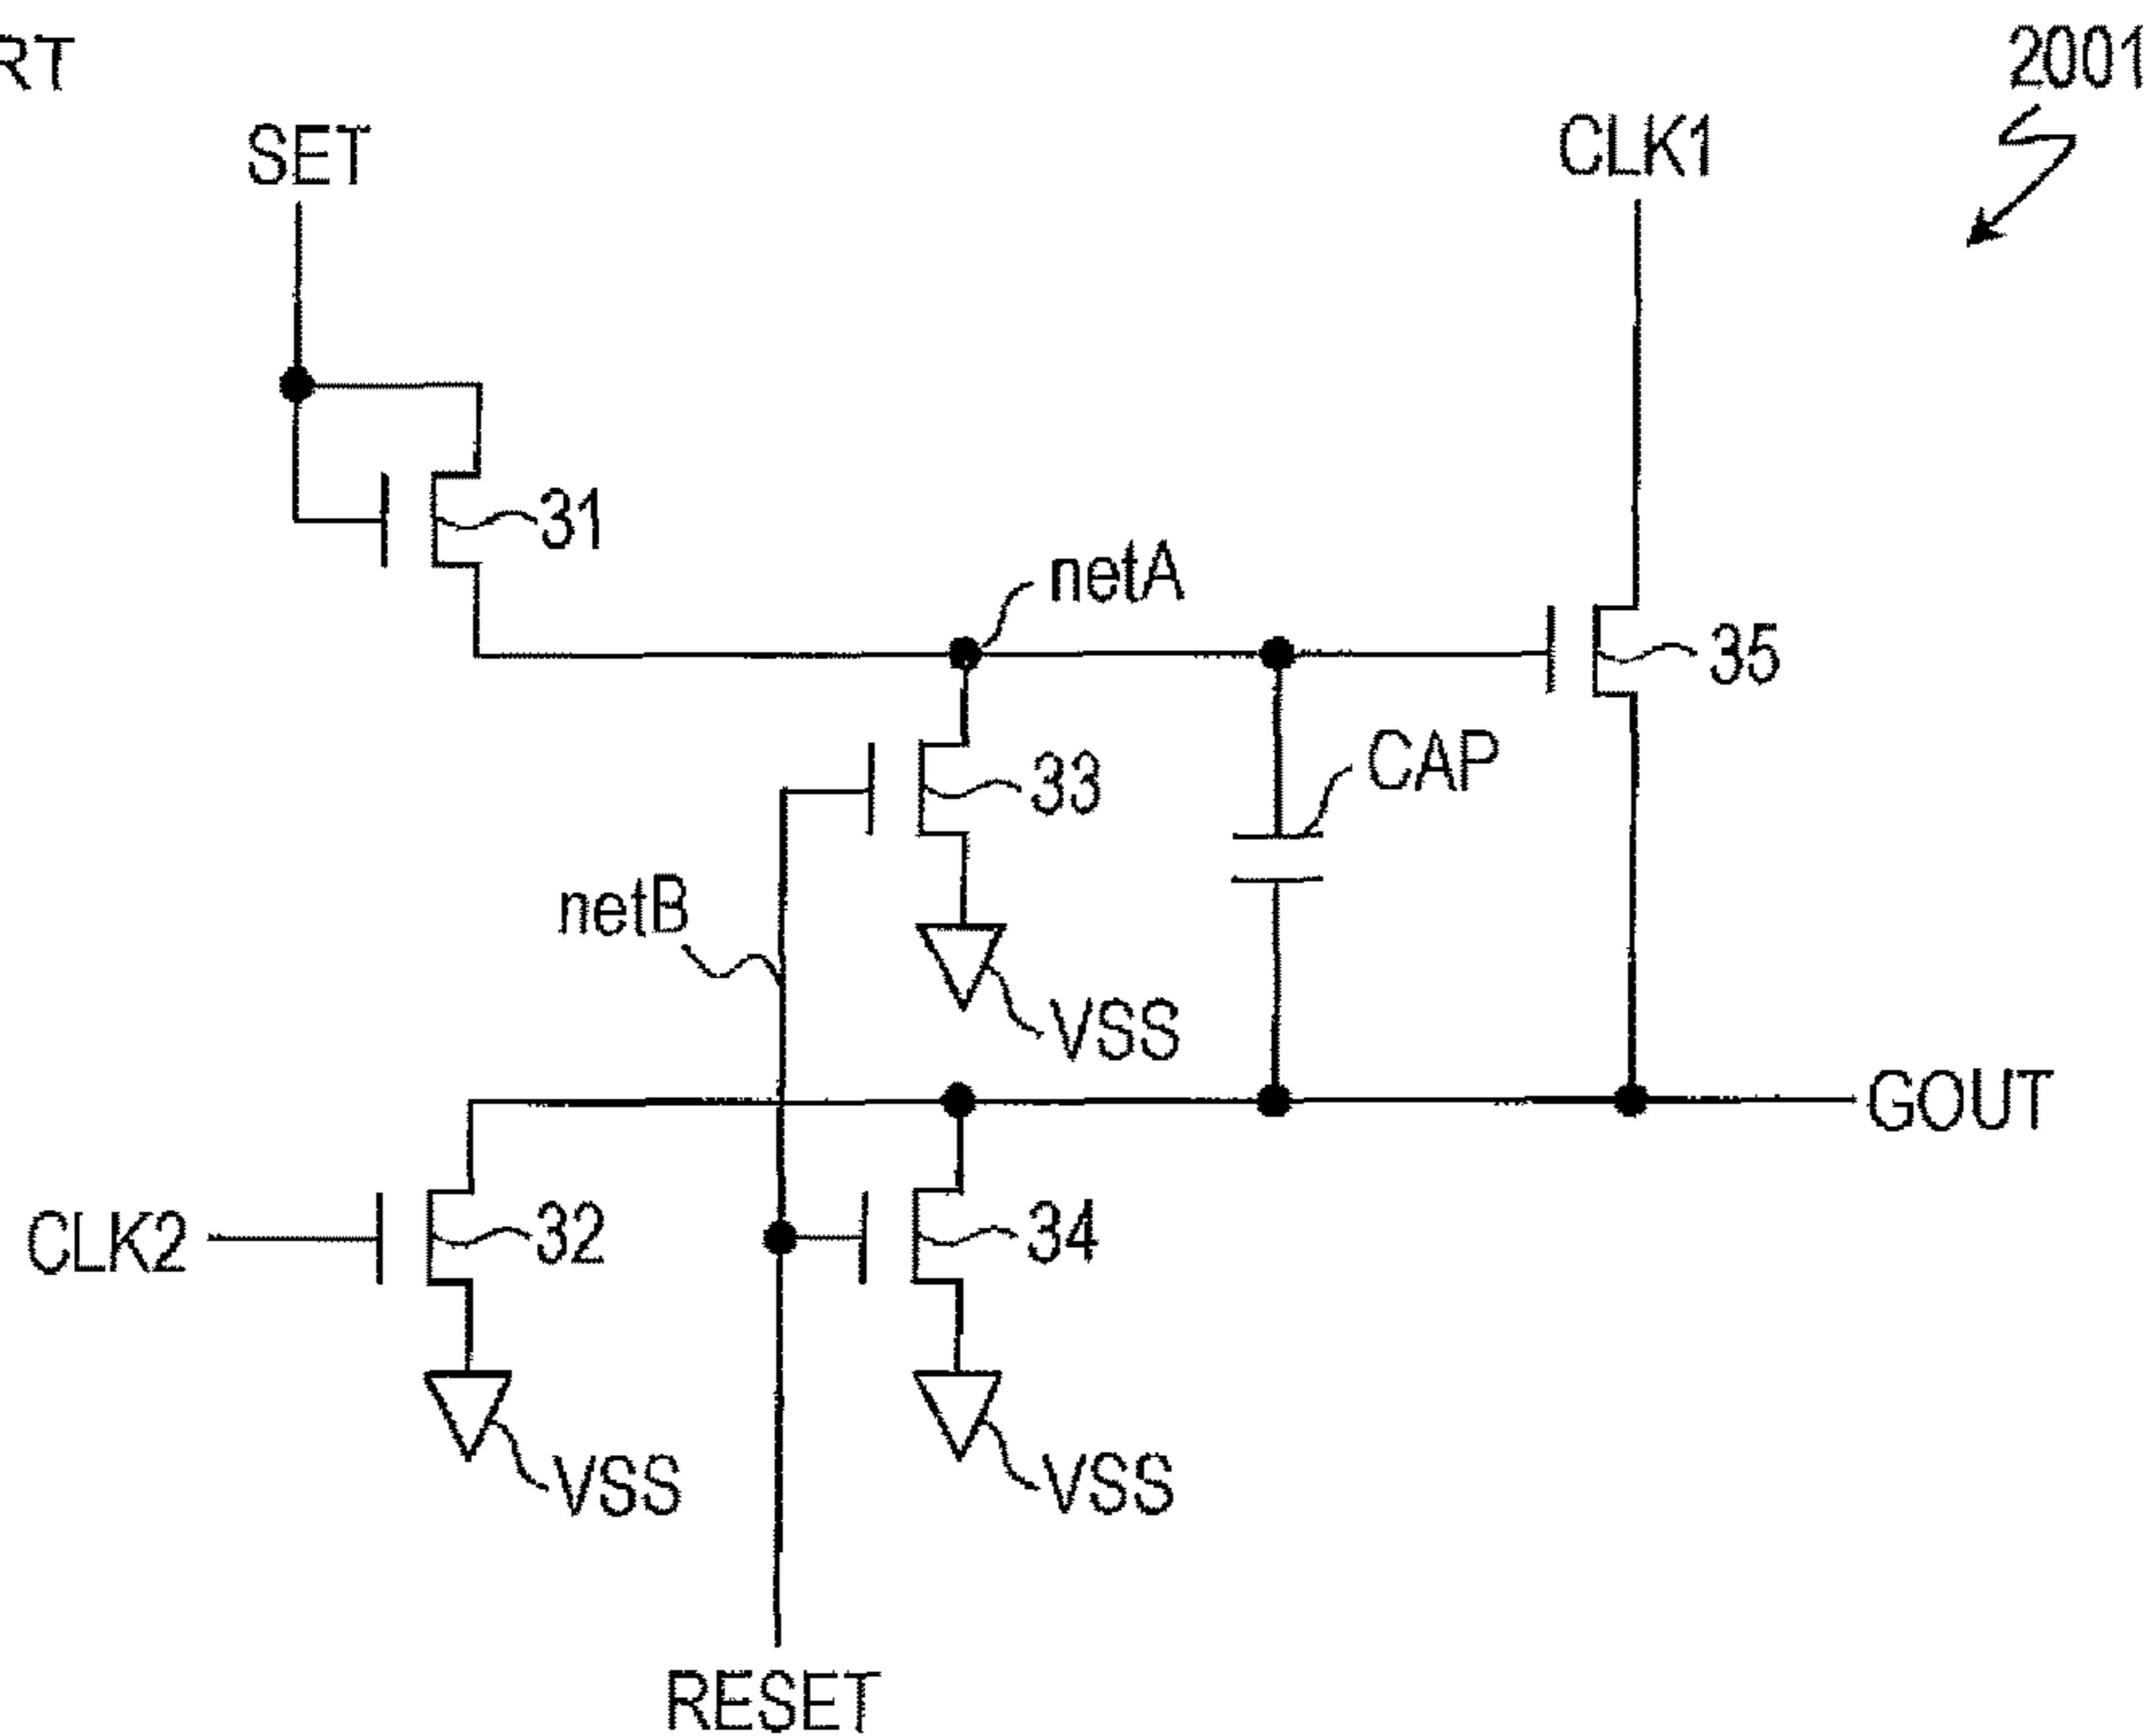 RT
2001
SET
CLK1
31
netA
35
33
CAP
netB
VSS
GOUT
CLK2
32
34
VSS
VSS
RESET